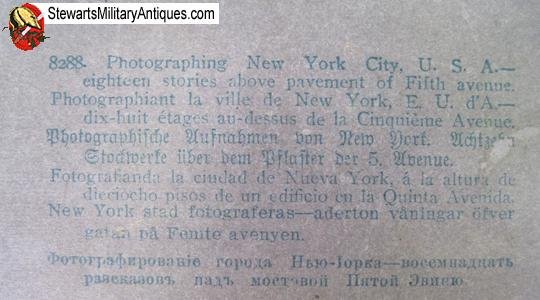 StewartsMilitaryAntiques.com
8288. Photographing New York City, U. S. A.—
eighteen stories above pavement of Fifth avenue.
Photographiant la ville de New York, E. U. d'A.—
dix-huit étages au-dessus de la Cinquième Avenue.
Photographische Aufnahmen von New York. Achtzehn
Stockwerke über dem Pflaster der 5. Avenue.
Fotografianda la ciudad de Nueva York, á la altura de
dieciocho pisos de un edificio en la Quinta Avenida.
New York stad fotograferas—aderton våningar öfver
gatan på Femte avenyen.
Фотографированіе города Нью-Іорка—восемнадцать
разсказовъ надъ мостовой Пятой Эвнею.